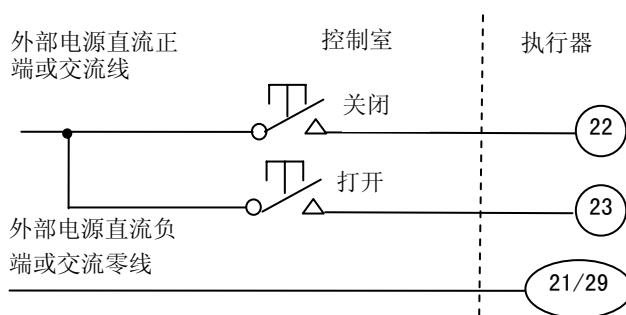 外部电源直流正
端或交流线
控制室
执行器
关闭
22
打开
23
外部电源直流负
端或交流零线
21/29